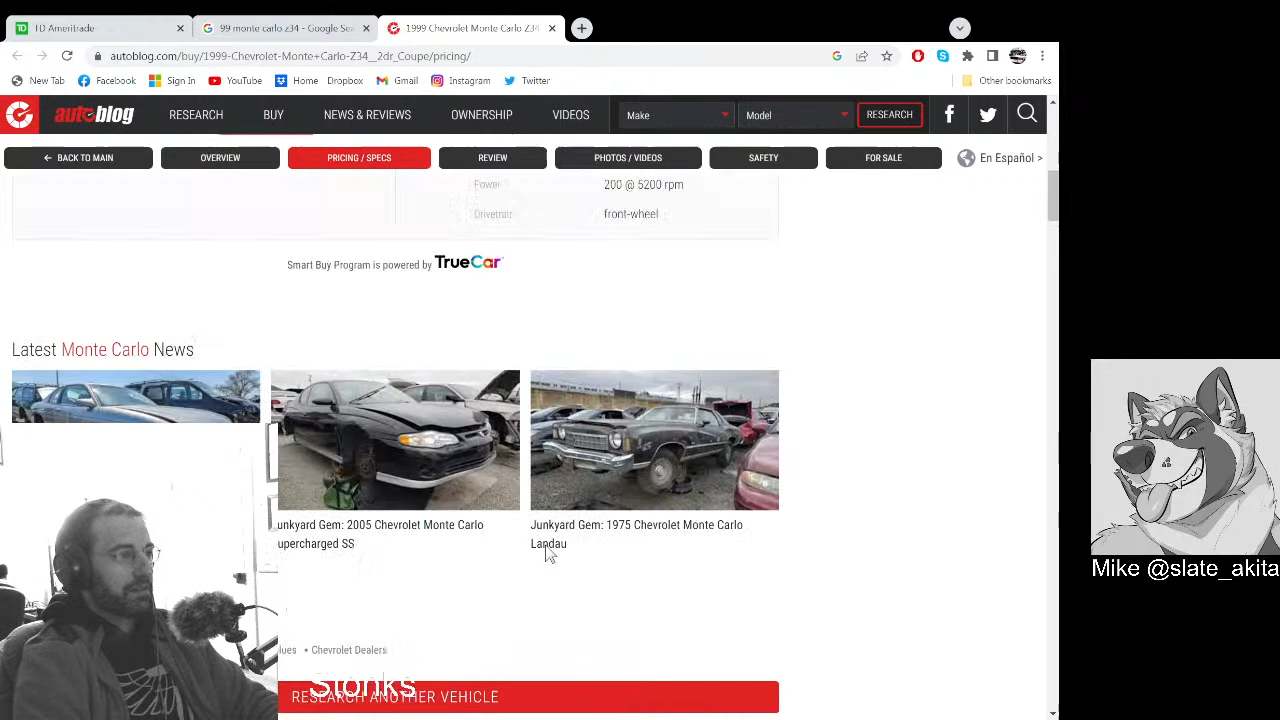 TD Ameritrade
99 monte carlo z34 - Google Sea
1999 Chevrolet Monte Carlo Z34
autoblog.com/buy/1999-Chevrolet-Monte+Carlo-Z34__2dr_Coupe/pricing/
New Tab
Facebook
Sign In
YouTube
Home
Dropbox
Gmail
Instagram
Twitter
Other bookmarks
autoblog
RESEARCH
BUY
NEWS & REVIEWS
OWNERSHIP
VIDEOS
Make
Model
RESEARCH
BACK TO MAIN
OVERVIEW
PRICING / SPECS
REVIEW
PHOTOS / VIDEOS
SAFETY
FOR SALE
En Español >
Power 200 @ 5200 rpm
Drivetrain front-wheel
Smart Buy Program is powered by TrueCar
Latest Monte Carlo News
unkyard Gem: 2005 Chevrolet Monte Carlo
upercharged SS
Junkyard Gem: 1975 Chevrolet Monte Carlo
Landau
Mike @slate_akita
lues • Chevrolet Dealers
Stonks
RESEARCH ANOTHER VEHICLE